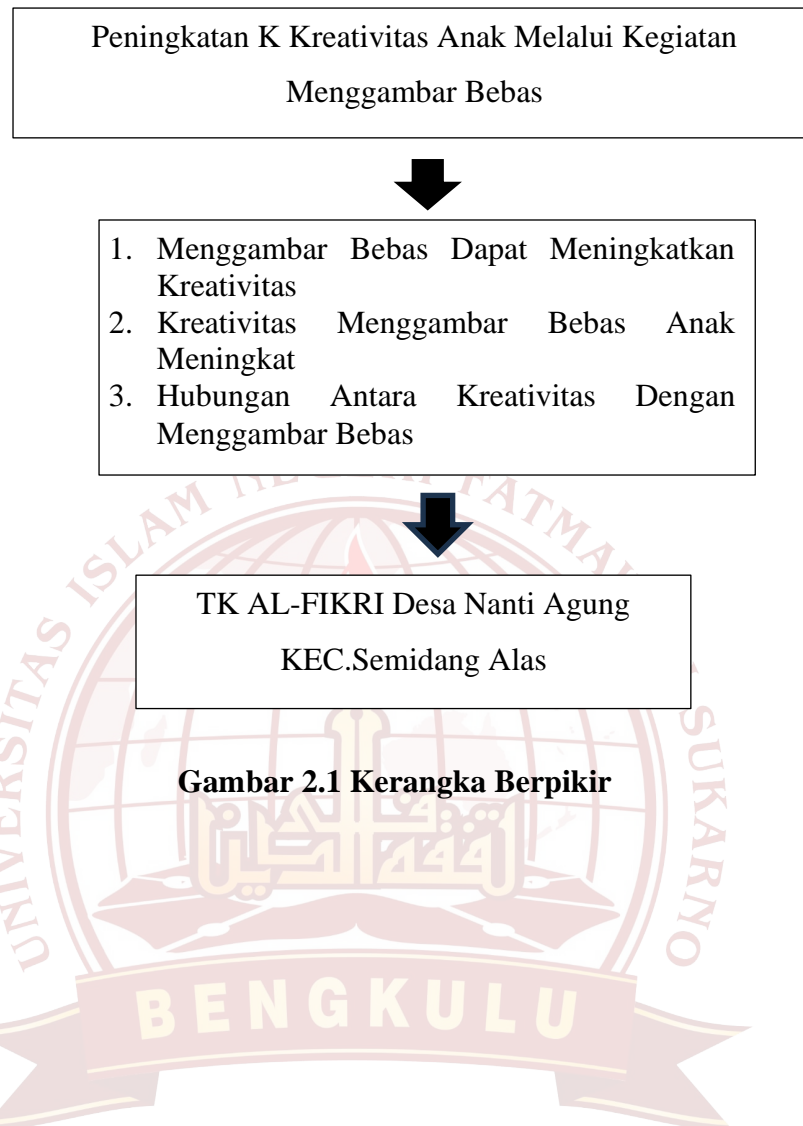 Peningkatan K Kreativitas Anak Melalui Kegiatan
Menggambar Bebas
1. Menggambar Bebas Dapat Meningkatkan
Kreativitas
2. Kreativitas Menggambar Bebas Anak
Meningkat
3. Hubungan Antara Kreativitas Dengan
Menggambar Bebas
TK AL-FIKRI Desa Nanti Agung
KEC.Semidang Alas
Gambar 2.1 Kerangka Berpikir
SUKARNO
BENGKULU